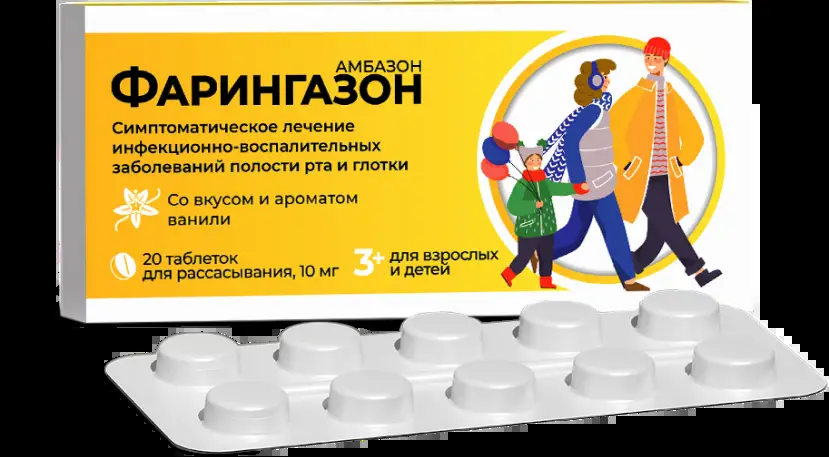 АМБАЗОН
ФАРИНГАЗОН
Симптоматическое лечение
инфекционно-воспалительных
заболеваний полости рта и глотки
Со вкусом и ароматом
ванили
20 таблеток
для рассасывания, 10 мг
3+ для взрослых
и детей